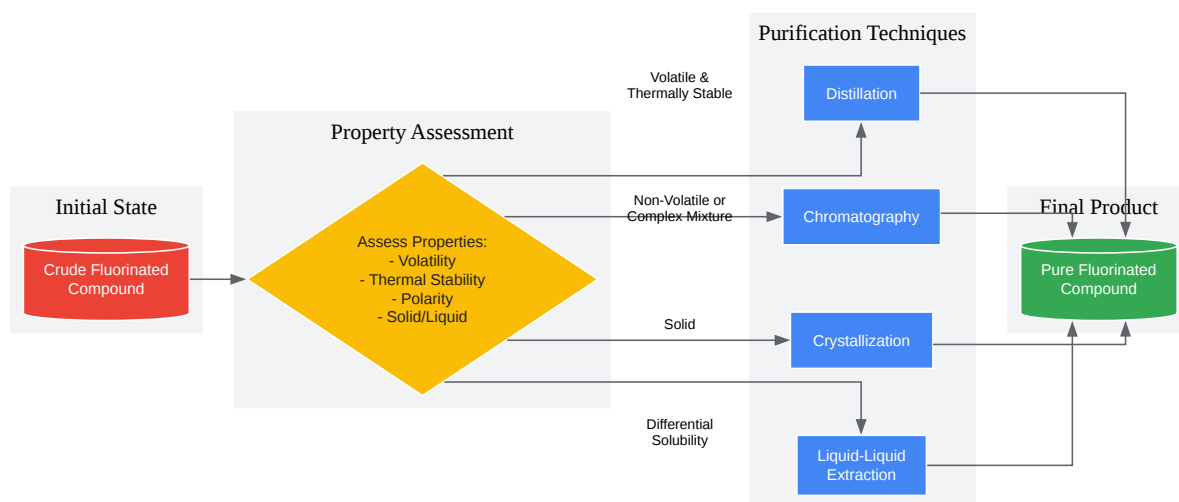 Initial State
Crude Fluorinated
Compound
Property Assessment
Assess Properties:
- Volatility
- Thermal Stability
- Polarity
- Solid/Liquid
Volatile &
Thermally Stable
Non-Volatile or
Complex Mixture
Solid
Differential
Solubility
Purification Techniques
Distillation
Chromatography
Crystallization
Liquid-Liquid
Extraction
Final Product
Pure Fluorinated
Compound